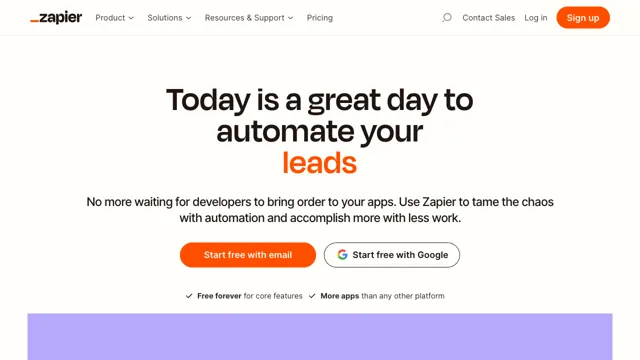 zapier Product Solutions Resources & Support Pricing Contact Sales Log in Sign up
Today is a great day to
automate your
leads
No more waiting for developers to bring order to your apps. Use Zapier to tame the chaos
with automation and accomplish more with less work.
Start free with email Start free with Google
Free forever for core features More apps than any other platform